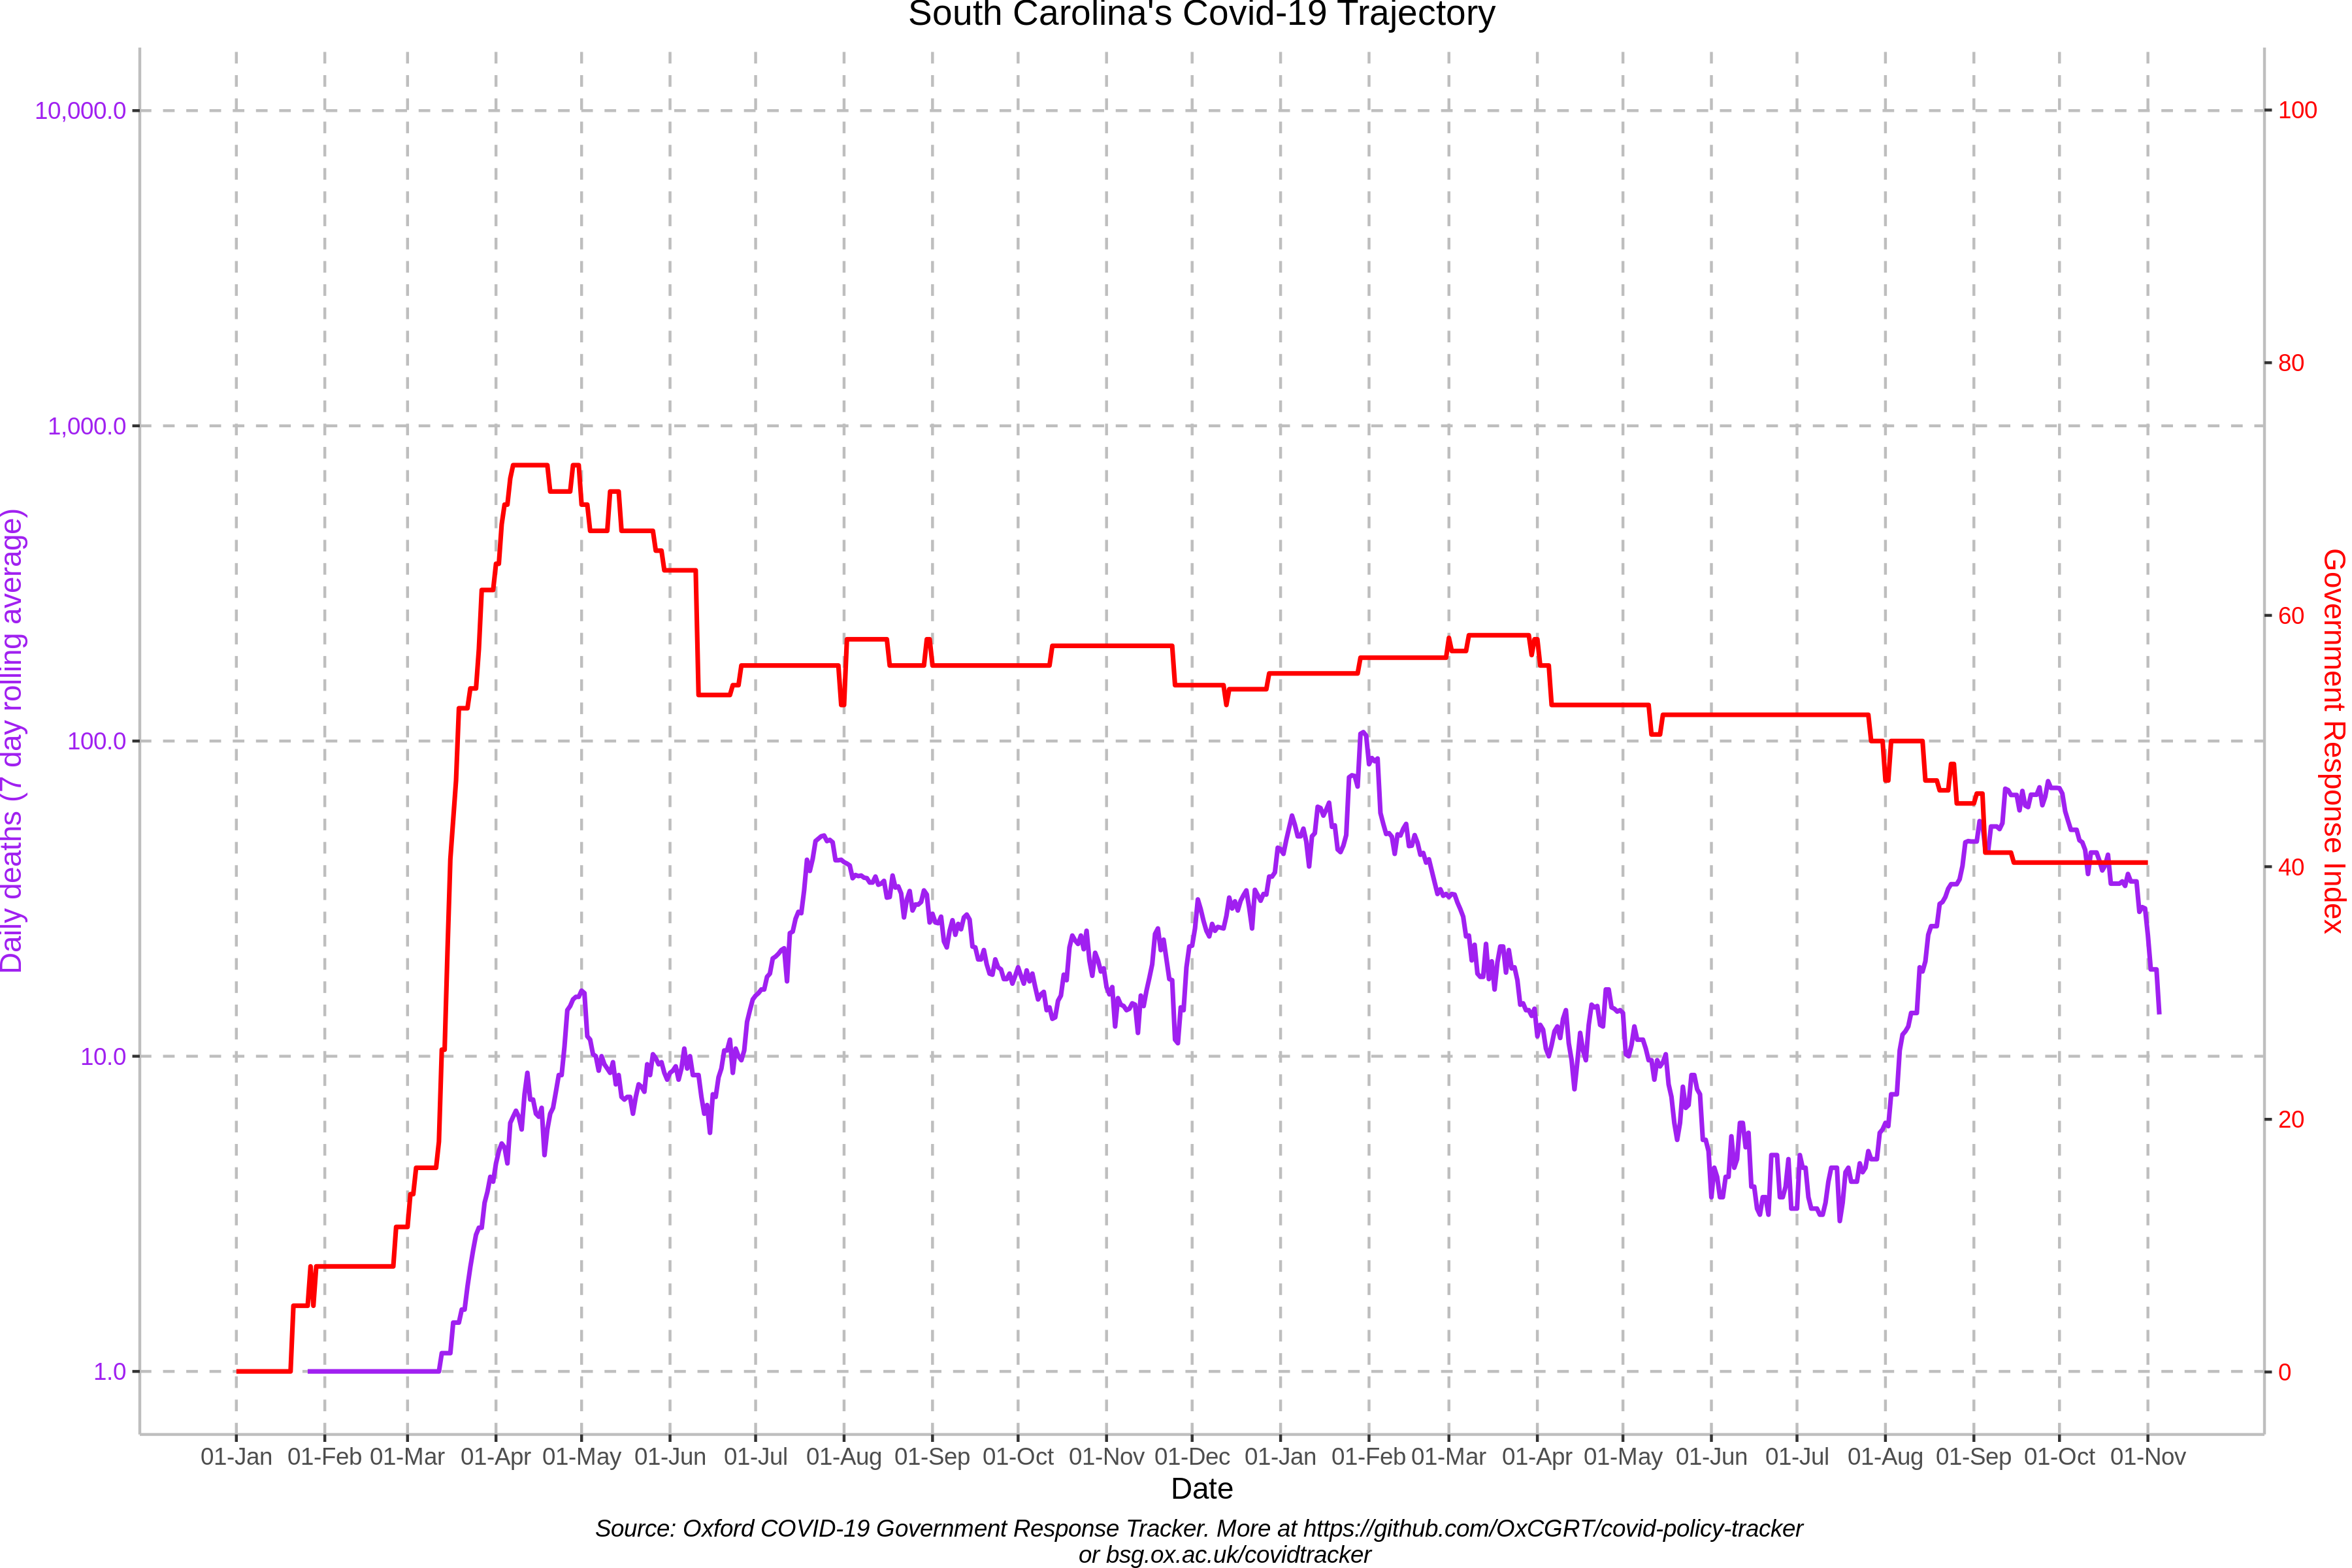 South Carolina's Covid-19 Trajectory
10,000.0
1,000.0
100.0
10.0
1.0
Daily deaths (7 day rolling average)
100
80
60
40
20
0
Government Response Index
01-Jan 01-Feb 01-Mar 01-Apr 01-May 01-Jun 01-Jul 01-Aug 01-Sep 01-Oct 01-Nov 01-Dec 01-Jan 01-Feb 01-Mar 01-Apr 01-May 01-Jun 01-Jul 01-Aug 01-Sep 01-Oct 01-Nov
Date
Source: Oxford COVID-19 Government Response Tracker. More at https://github.com/OxCGRT/covid-policy-tracker
or bsg.ox.ac.uk/covidtracker